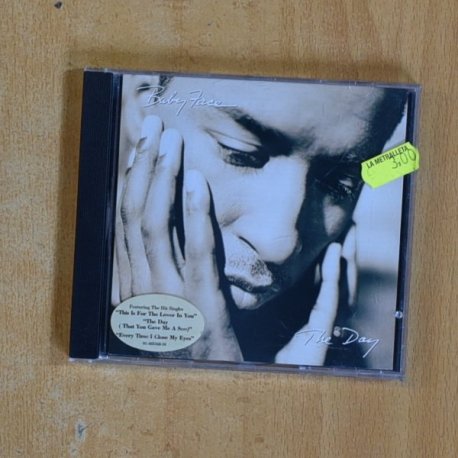 Babyface
LA METRALLETA
3,00
Featuring The Hit Singles
"This Is For The Lover In You"
"The Day
(That You Gave Me A Son)"
"Every Time I Close My Eyes"
The Day